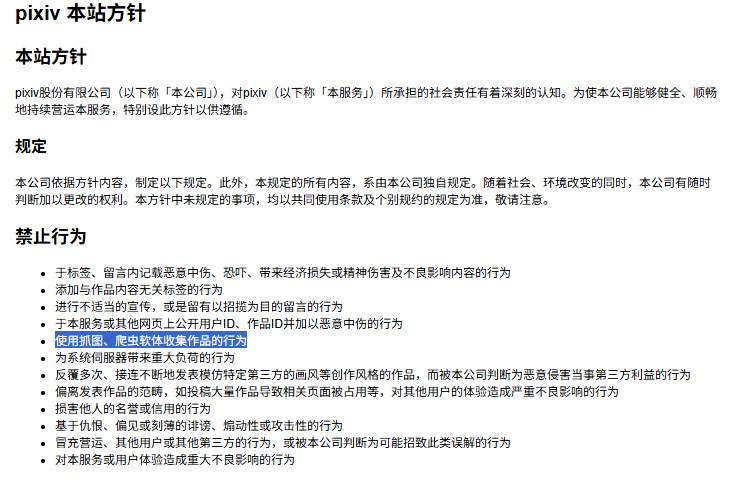 pixiv 本站方针
本站方针
pixiv股份有限公司（以下称「本公司」），对pixiv（以下称「本服务」）所承担的社会责任有着深刻的认知。为使本公司能够健全、顺畅
地持续营运本服务，特别设此方针以供遵循。
规定
本公司依据方针内容，制定以下规定。此外，本规定的所有内容，系由本公司独自规定。随着社会、环境改变的同时，本公司有随时
判断加以更改的权利。本方针中未规定的事项，均以共同使用条款及个别规约的规定为准，敬请注意。
禁止行为
• 于标签、留言内记载恶意中伤、恐吓、带来经济损失或精神伤害及不良影响内容的行为
• 添加与作品内容无关标签的行为
• 进行不适当的宣传，或是留有以招揽为目的留言的行为
• 于本服务或其他网页上公开用户ID、作品ID并加以恶意中伤的行为
• 使用抓图、爬虫软体收集作品的行为
• 为系统伺服器带来重大负荷的行为
• 反覆多次、接连不断地发表模仿特定第三方的画风等创作风格的作品，而被本公司判断为恶意侵害当事第三方利益的行为
• 偏离发表作品的范畴，如投稿大量作品导致相关页面被占用等，对其他用户的体验造成严重不良影响的行为
• 损害他人的名誉或信用的行为
• 基于仇恨、偏见或刻薄的诽谤、煽动性或攻击性的行为
• 冒充营运、其他用户或其他第三方的行为，或被本公司判断为可能招致此类误解的行为
• 对本服务或用户体验造成重大不良影响的行为